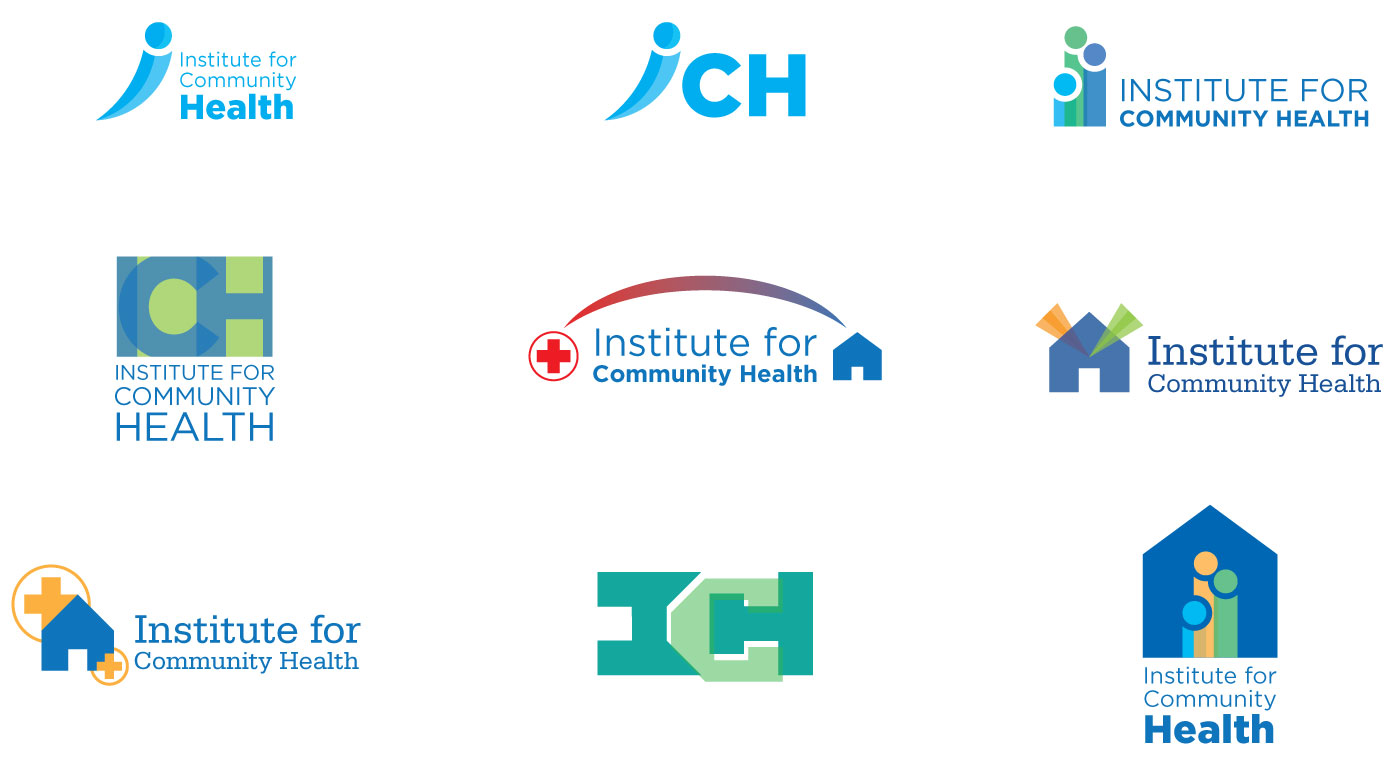 Institute for
Community
Health
iCH
INSTITUTE FOR
COMMUNITY HEALTH
ICH
INSTITUTE FOR
COMMUNITY
HEALTH
Institute for
Community Health
Institute for
Community Health
Institute for
Community Health
ICH
Institute for
Community
Health